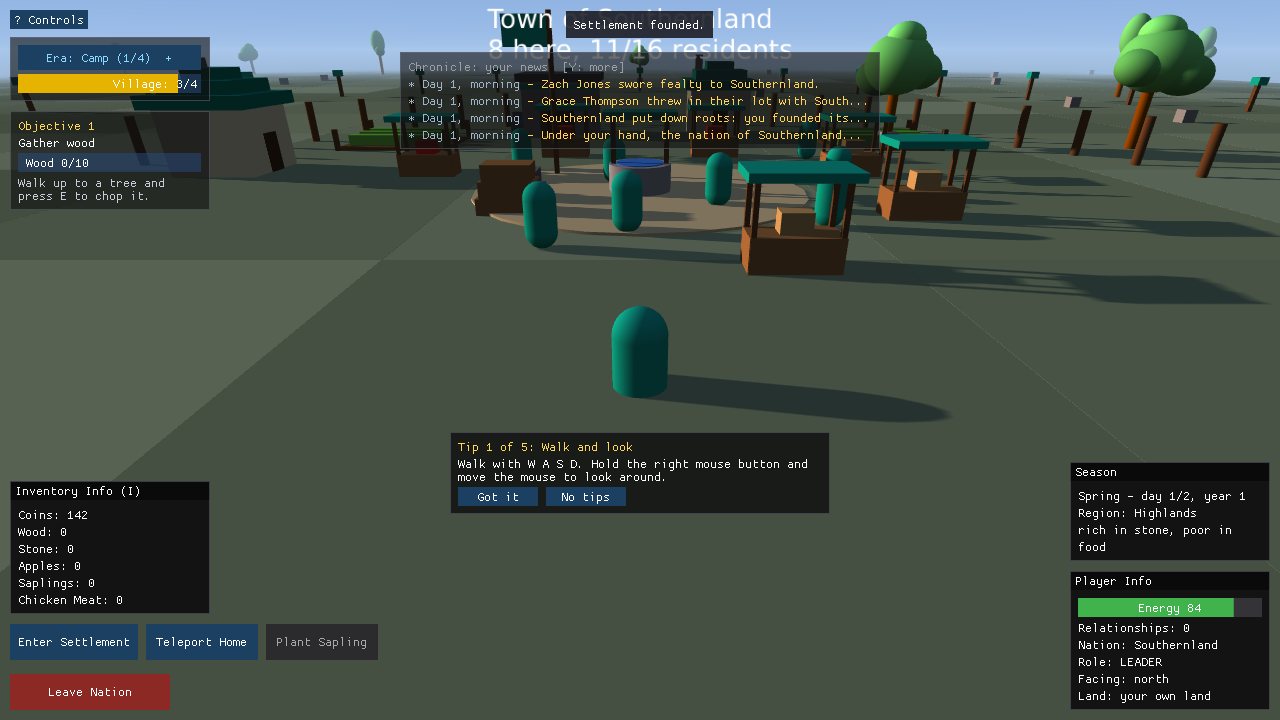 ? Controls
Town of Southernland
Settlement founded.
8 here, 11/16 residents
Era: Camp (1/4) +
Village: 3/4
Chronicle: your news [Y: more]
* Day 1, morning - Zach Jones swore fealty to Southernland.
* Day 1, morning - Grace Thompson threw in their lot with South...
* Day 1, morning - Southernland put down roots: you founded its...
* Day 1, morning - Under your hand, the nation of Southernland...
Objective 1
Gather wood
Wood 0/10
Walk up to a tree and
press E to chop it.
Tip 1 of 5: Walk and look
Walk with W A S D. Hold the right mouse button and
move the mouse to look around.
Got it
No tips
Inventory Info (I)
Coins: 142
Wood: 0
Stone: 0
Apples: 0
Saplings: 0
Chicken Meat: 0
Enter Settlement
Teleport Home
Plant Sapling
Leave Nation
Season
Spring - day 1/2, year 1
Region: Highlands
rich in stone, poor in
food
Player Info
Energy 84
Relationships: 0
Nation: Southernland
Role: LEADER
Facing: north
Land: your own land